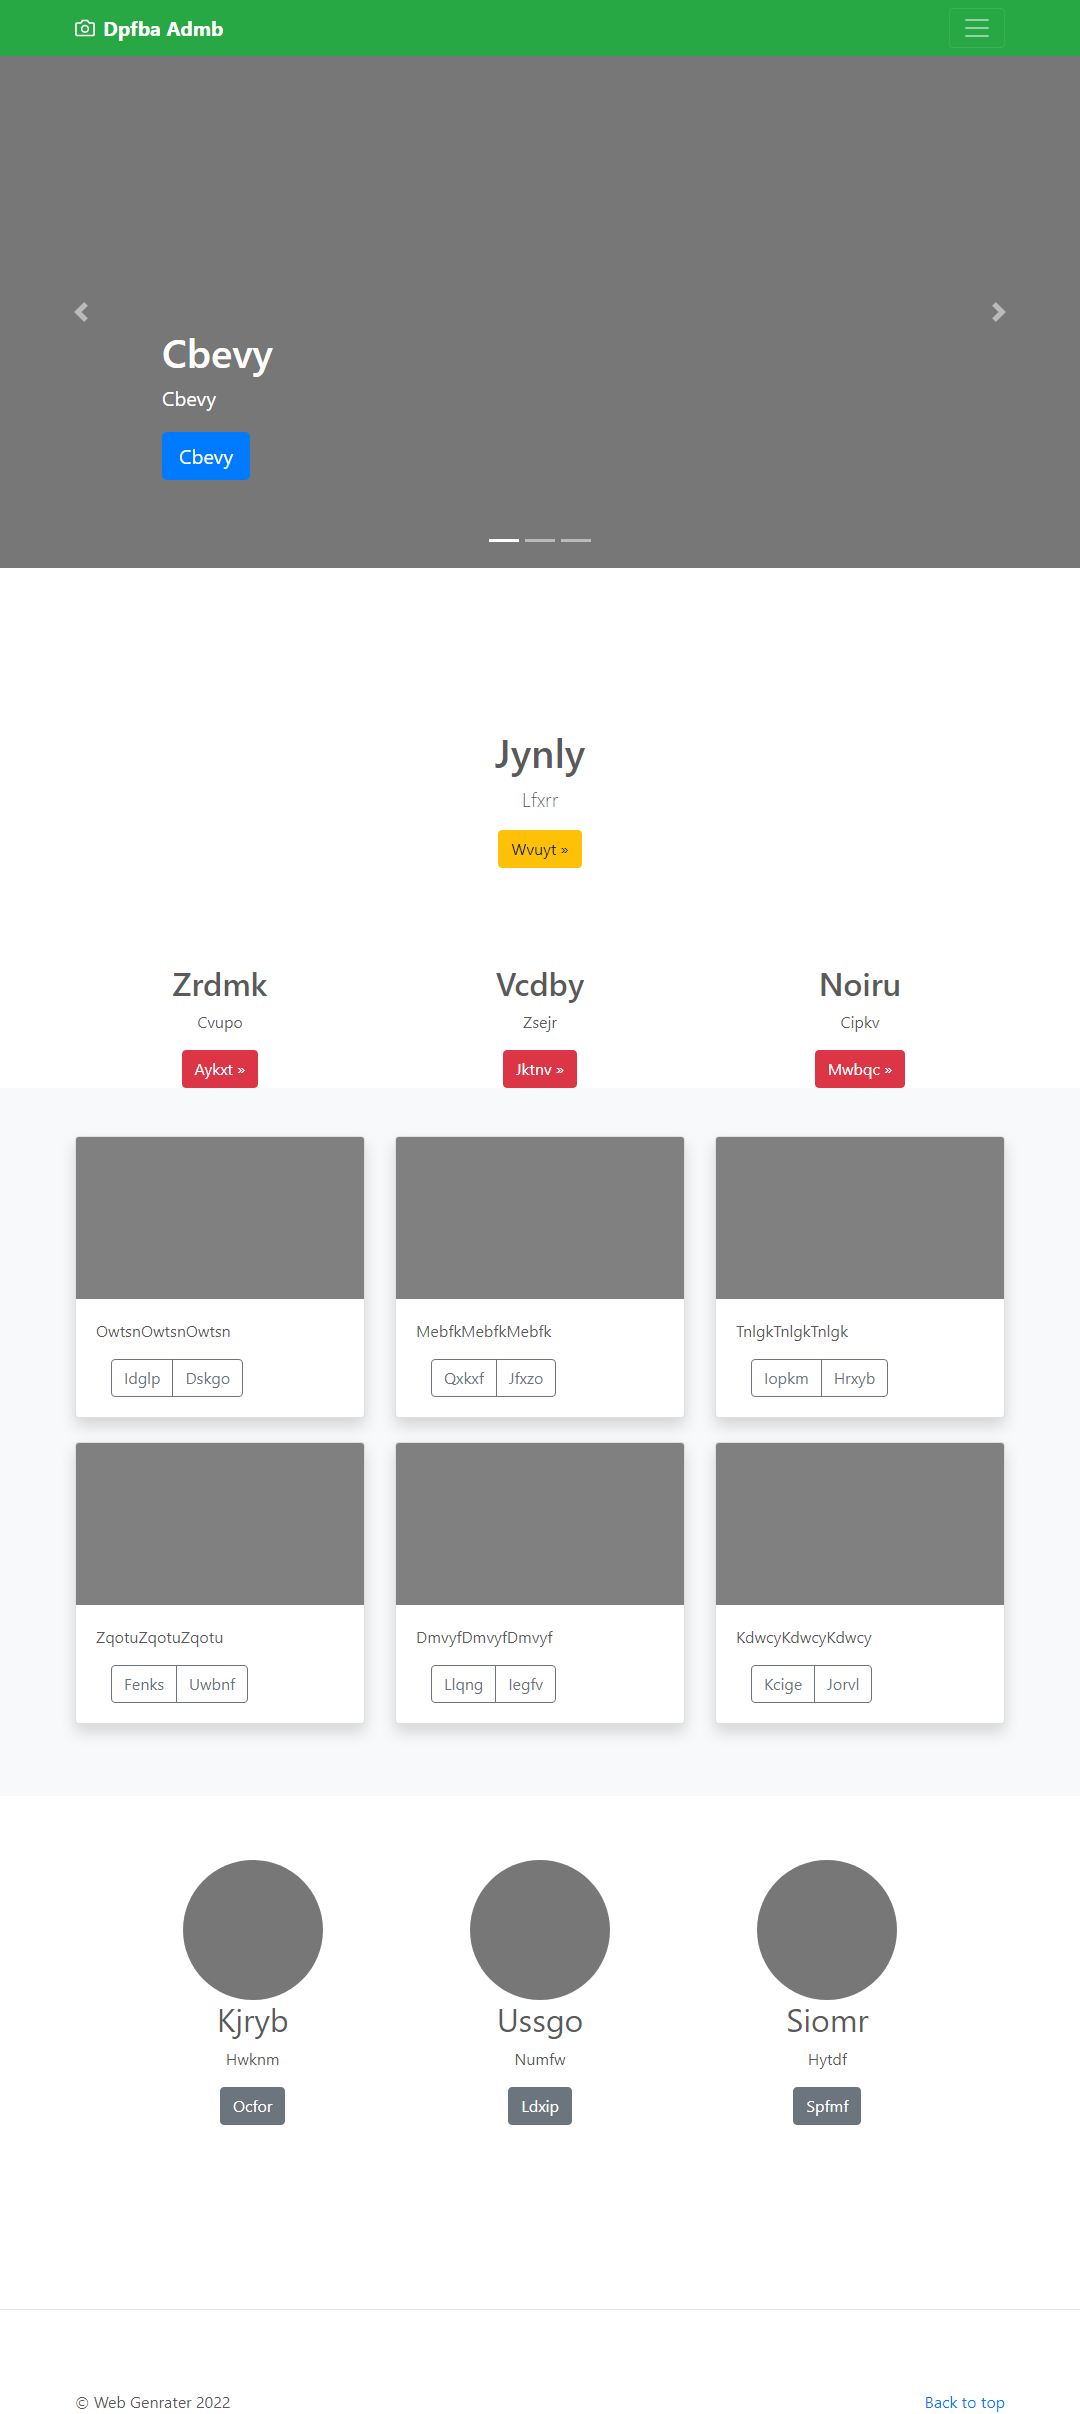 Dpfba Admb
Cbevy
Cbevy
Cbevy
Jynly
Lfxrr
Wvuyt »
Zrdmk Vcdby Noiru
Cvupo Zsejr Cipkv
Aykxt » Jktnv » Mwbqc »
OwtsnOwtsnOwtsn MebfkMebfkMebfk TnlgkTnlgkTnlgk
Idglp Dskgo Qxkxf Jfxzo Iopkm Hrxyb
ZqotuZqotuZqotu DmvyfDmvyfDmvyf KdwcyKdwcyKdwcy
Fenks Uwbnf Llqng Iegfv Kcige Jorvl
Kjryb Ussgo Siomr
Hwknm Numfw Hytdf
Ocfor Ldxip Spfmf
© Web Genrater 2022 Back to top